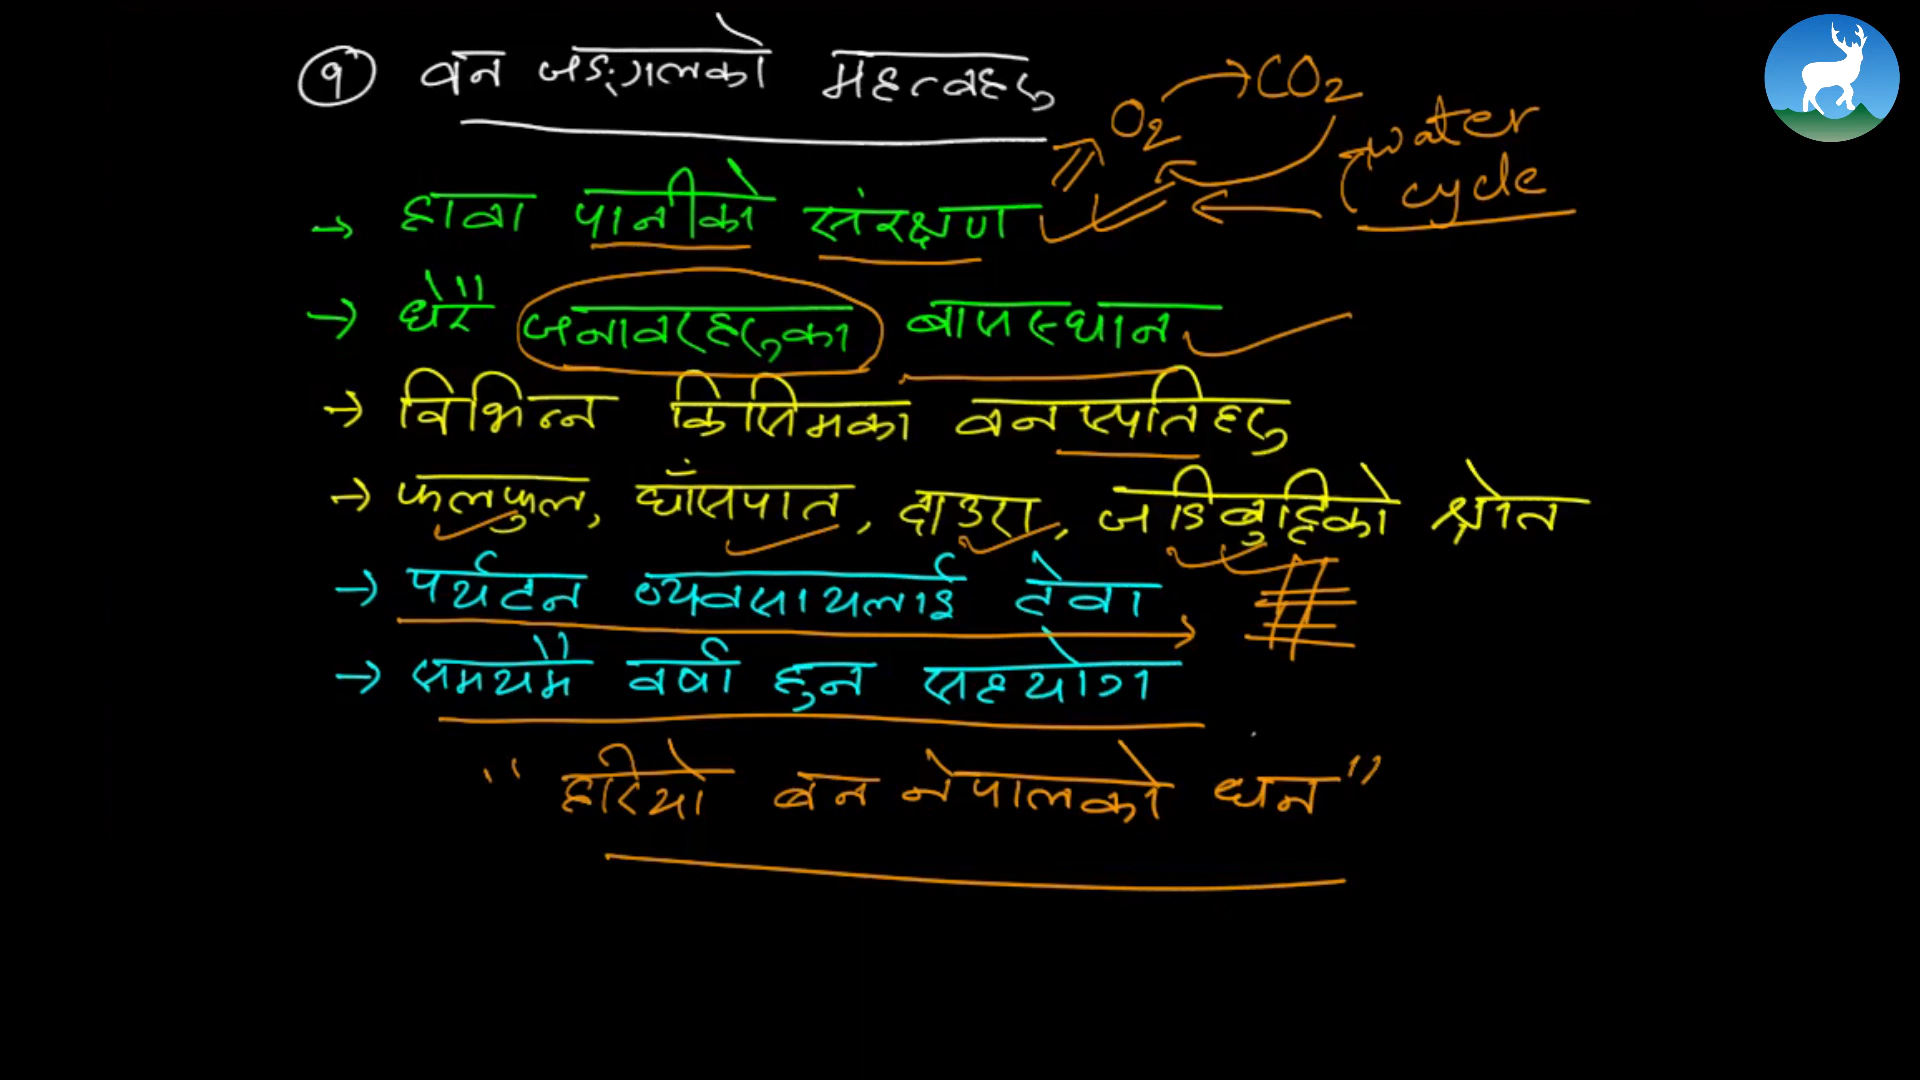 १ वन जङ्गलको महत्वहरु
O2 → CO2
water
cycle
→ हावा पानीको संरक्षण
→ धेरै जनावरहरुका बासस्थान
→ विभिन्न किसिमका वनस्पतिहरु
→ फलफुल, घाँसपात, दाउरा, जडिबुट्टिको श्रोत
→ पर्यटन व्यवसायलाई टेवा
→ समयमै वर्षा हुन सहयोग
"हरियो बन नेपालको धन"